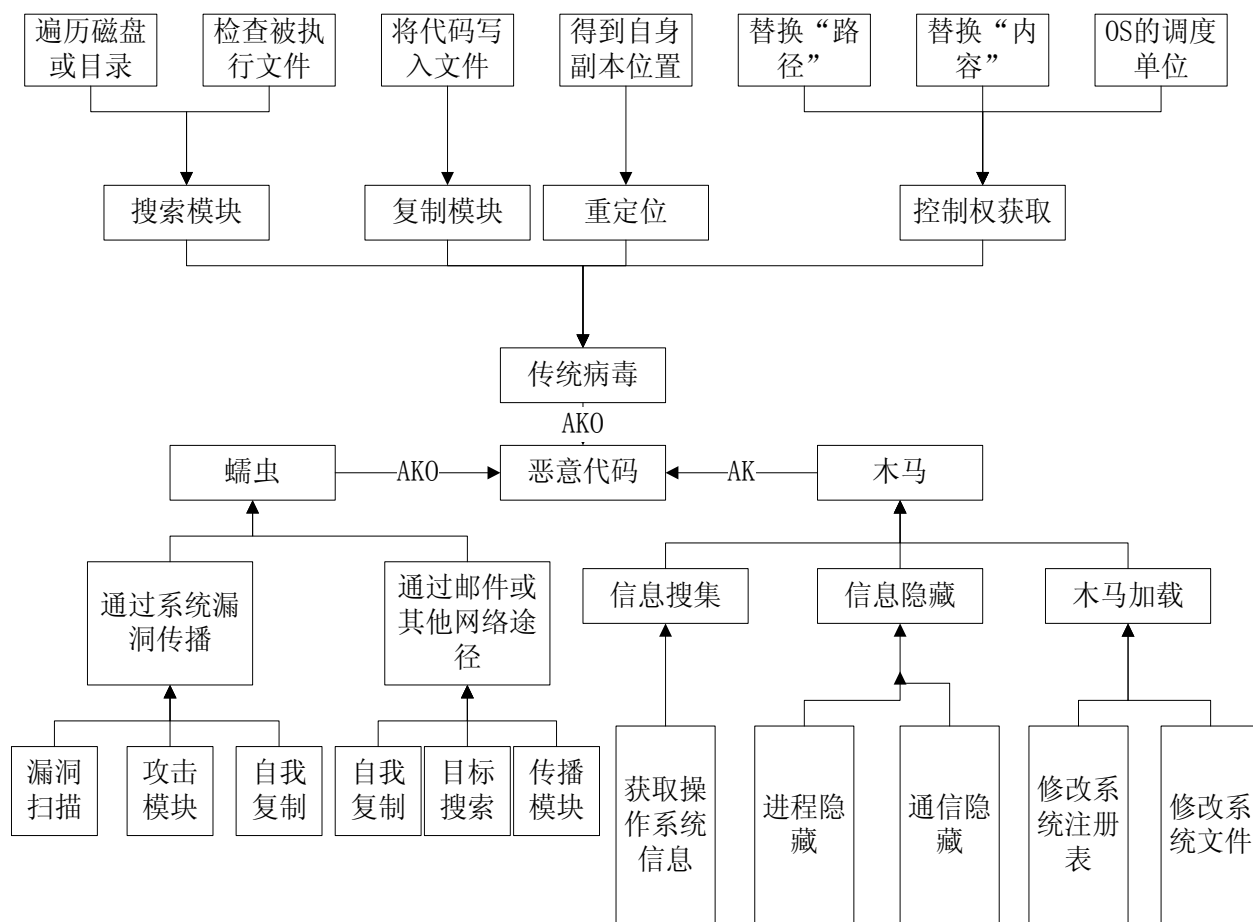 遍历磁盘
或目录
检查被执
行文件
将代码写
入文件
得到自身
副本位置
替换“路
径”
替换“内
容”
OS的调度
单位
搜索模块
复制模块
重定位
控制权获取
传统病毒
AKO
蠕虫
AKO
恶意代码
AK
木马
通过系统漏
洞传播
通过邮件或
其他网络途
径
信息搜集
信息隐藏
木马加载
漏洞
扫描
攻击
模块
自我
复制
自我
复制
目标
搜索
传播
模块
获取操
作系统
信息
进程隐
藏
通信隐
藏
修改系
统注册
表
修改系
统文件